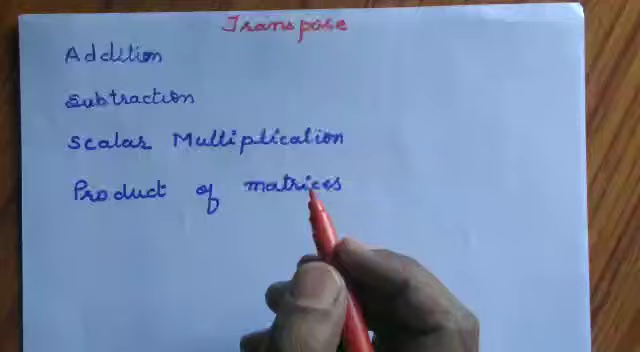 Transpose
Addition
Subtraction
Scalar Multiplication
Product of matrices